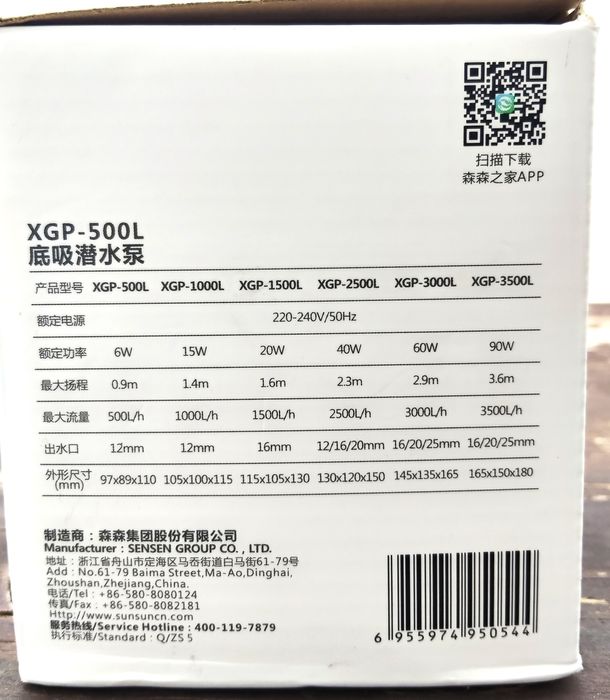 扫描下载
森森之家APP
XGP-500L
底吸潜水泵
产品型号 XGP-500L XGP-1000L XGP-1500L XGP-2500L XGP-3000L XGP-3500L
额定电源 220-240V/50Hz
额定功率 6W 15W 20W 40W 60W 90W
最大扬程 0.9m 1.4m 1.6m 2.3m 2.9m 3.6m
最大流量 500L/h 1000L/h 1500L/h 2500L/h 3000L/h 3500L/h
出水口 12mm 12mm 16mm 12/16/20mm 16/20/25mm 16/20/25mm
外形尺寸(mm) 97x89x110 105x100x115 115x105x130 130x120x150 145x135x165 165x150x180
制造商：森森集团股份有限公司
Manufacturer : SENSEN GROUP CO. , LTD.
地址：浙江省舟山市定海区马岙街道白马街61-79号
Add : No.61-79 Baima Street,Ma-Ao,Dinghai,
Zhoushan,Zhejiang,China.
电话/Tel : +86-580-8080124
传真/Fax : +86-580-8082181
Http://www.sunsuncn.com
服务热线/Service Hotline : 400-119-7879
执行标准/Standard : Q/ZS 5
6 955974 950544